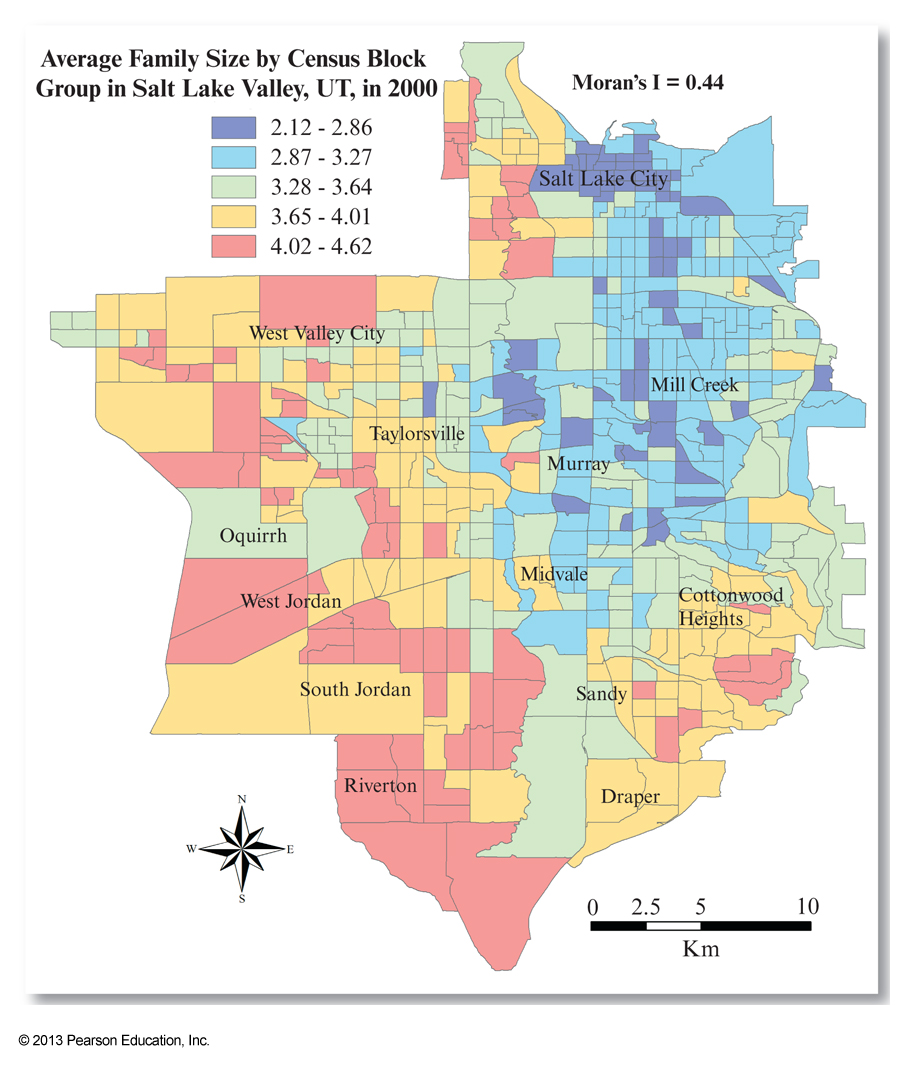 Average Family Size by Census Block
Group in Salt Lake Valley, UT, in 2000
Moran's I = 0.44
2.12 - 2.86
2.87 - 3.27
3.28 - 3.64
3.65 - 4.01
4.02 - 4.62
Salt Lake City
West Valley City
Mill Creek
Taylorsville
Murray
Oquirrh
Midvale
West Jordan
Cottonwood
Heights
South Jordan
Sandy
Riverton
Draper
N
W
E
S
0 2.5 5 10
Km
© 2013 Pearson Education, Inc.